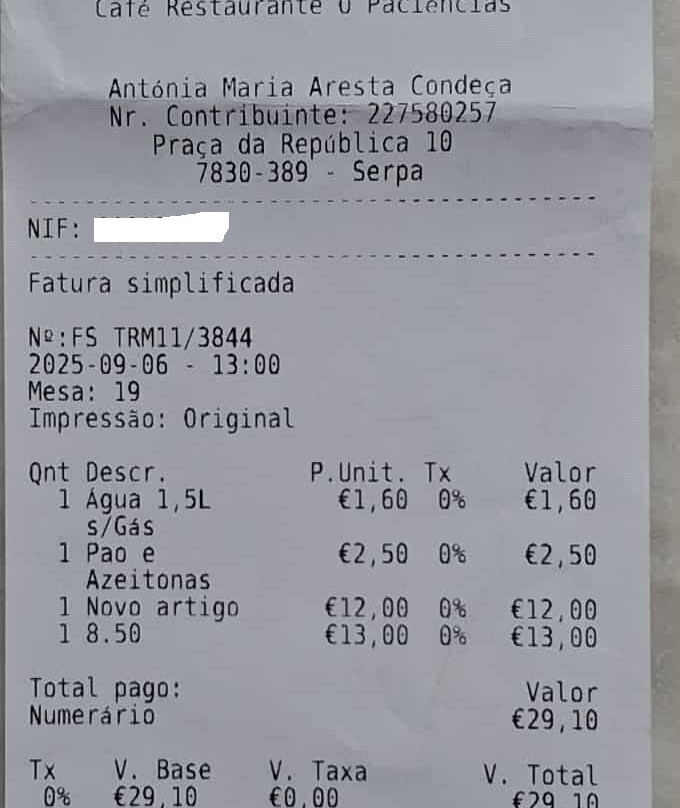 Café Restaurante O Paciências
Antónia Maria Aresta Condeça
Nr. Contribuinte: 227580257
Praça da República 10
7830-389 - Serpa
NIF:
Fatura simplificada
Nº:FS TRM11/3844
2025-09-06 - 13:00
Mesa: 19
Impressão: Original
Qnt Descr. P.Unit. Tx Valor
1 Água 1,5L €1,60 0% €1,60
s/Gás
1 Pao e €2,50 0% €2,50
Azeitonas
1 Novo artigo €12,00 0% €12,00
1 8.50 €13,00 0% €13,00
Total pago: Valor
Numerário €29,10
Tx V. Base V. Taxa V. Total
0% €29,10 €0,00 €29,10